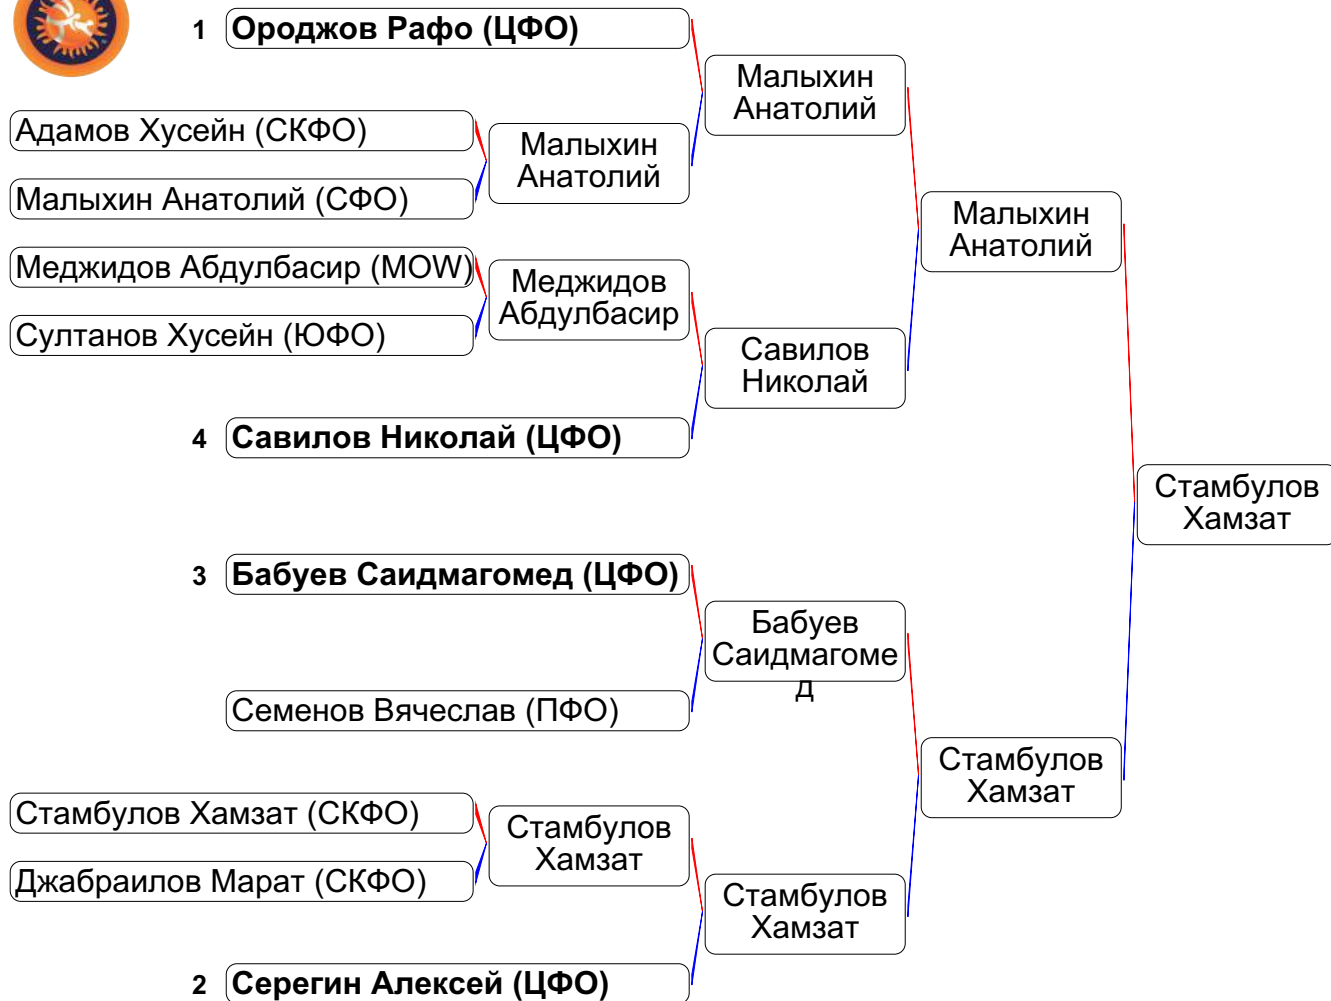 1 Ороджов Рафо (ЦФО)
Малыхин
Анатолий
Адамов Хусейн (СКФО)
Малыхин
Анатолий
Малыхин Анатолий (СФО)
Малыхин
Анатолий
Меджидов Абдулбасир (MOW)
Меджидов
Абдулбасир
Султанов Хусейн (ЮФО)
Савилов
Николай
4 Савилов Николай (ЦФО)
Стамбулов
Хамзат
3 Бабуев Саидмагомед (ЦФО)
Бабуев
Саидмагоме
д
Семенов Вячеслав (ПФО)
Стамбулов
Хамзат
Стамбулов Хамзат (СКФО)
Стамбулов
Хамзат
Джабраилов Марат (СКФО)
Стамбулов
Хамзат
2 Серегин Алексей (ЦФО)